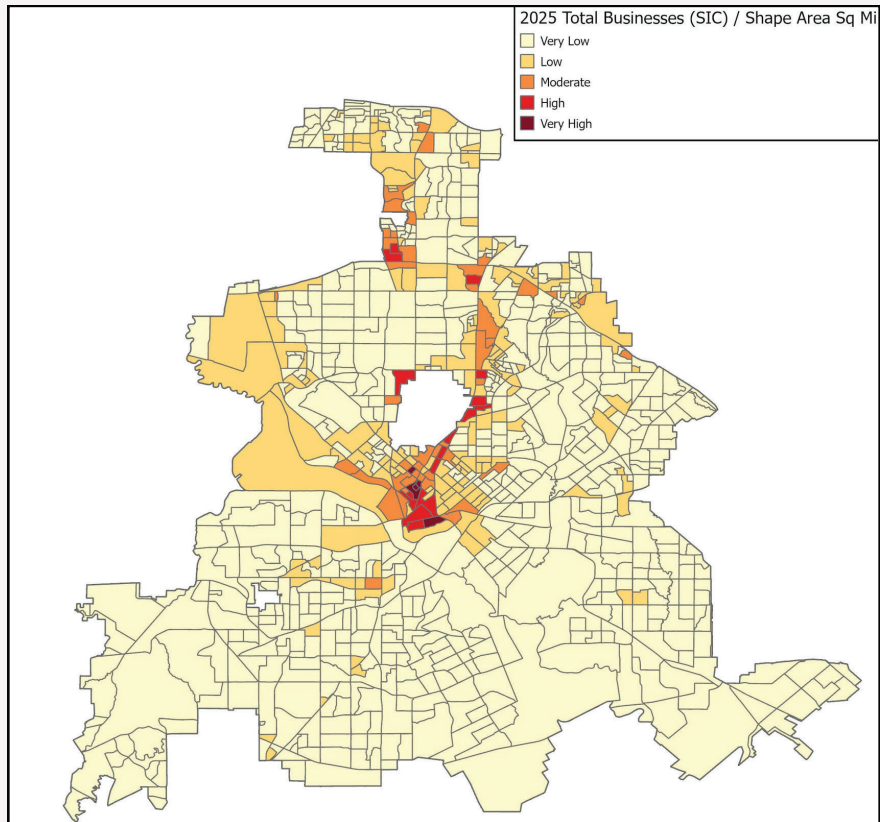 2025 Total Businesses (SIC) / Shape Area Sq Mi
Very Low
Low
Moderate
High
Very High